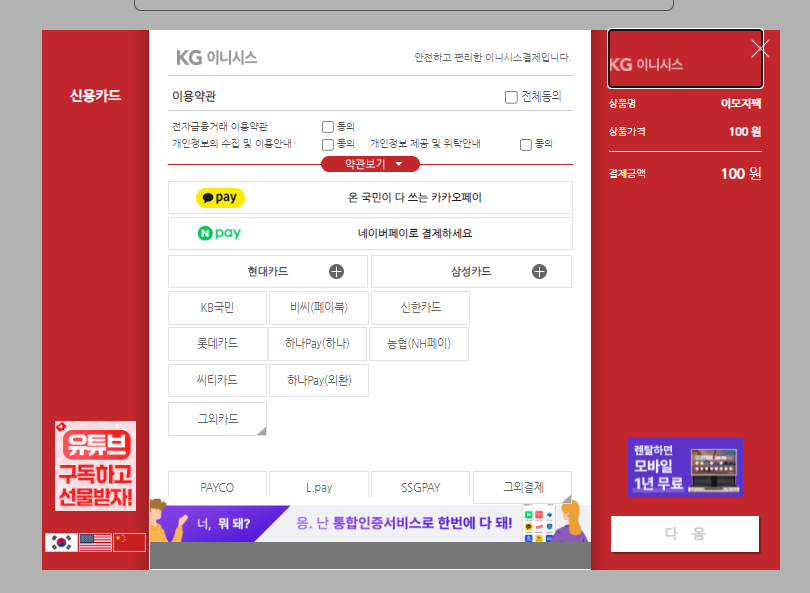 신용카드
유튜브
구독하고
선물받자!
KG 이니시스
안전하고 편리한 이니시스결제입니다.
이용약관
전체동의
전자금융거래 이용약관 동의
개인정보의 수집 및 이용안내 동의 개인정보 제공 및 위탁안내 동의
약관보기
pay 온 국민이 다 쓰는 카카오페이
N pay 네이버페이로 결제하세요
현대카드 삼성카드
KB국민 비씨(페이북) 신한카드
롯데카드 하나Pay(하나) 농협(NH페이)
씨티카드 하나Pay(외환)
그외카드
PAYCO L.pay SSGPAY 그외결제
너, 뭐 돼? 응. 난 통합인증서비스로 한번에 다 돼!
KG 이니시스
상품명 이모지팩
상품가격 100 원
결제금액 100 원
렌탈하면
모바일
1년 무료
다 음